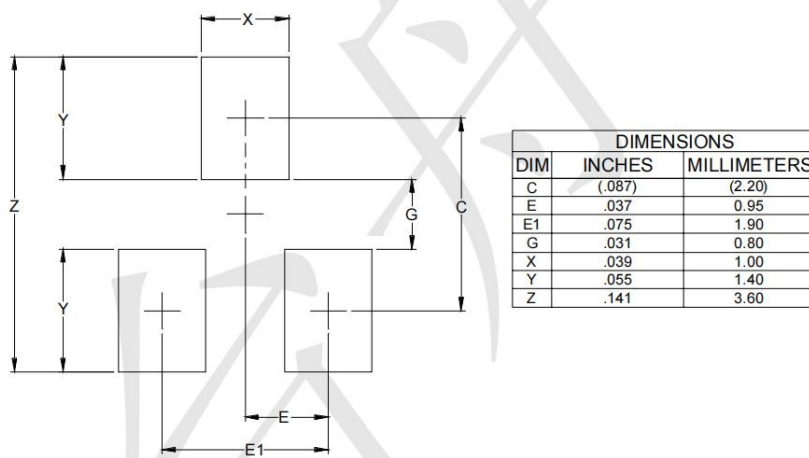 X
Y
Z
G
C
Y
E
E1
DIMENSIONS
DIM INCHES MILLIMETERS
C (.087) (2.20)
E .037 0.95
E1 .075 1.90
G .031 0.80
X .039 1.00
Y .055 1.40
Z .141 3.60